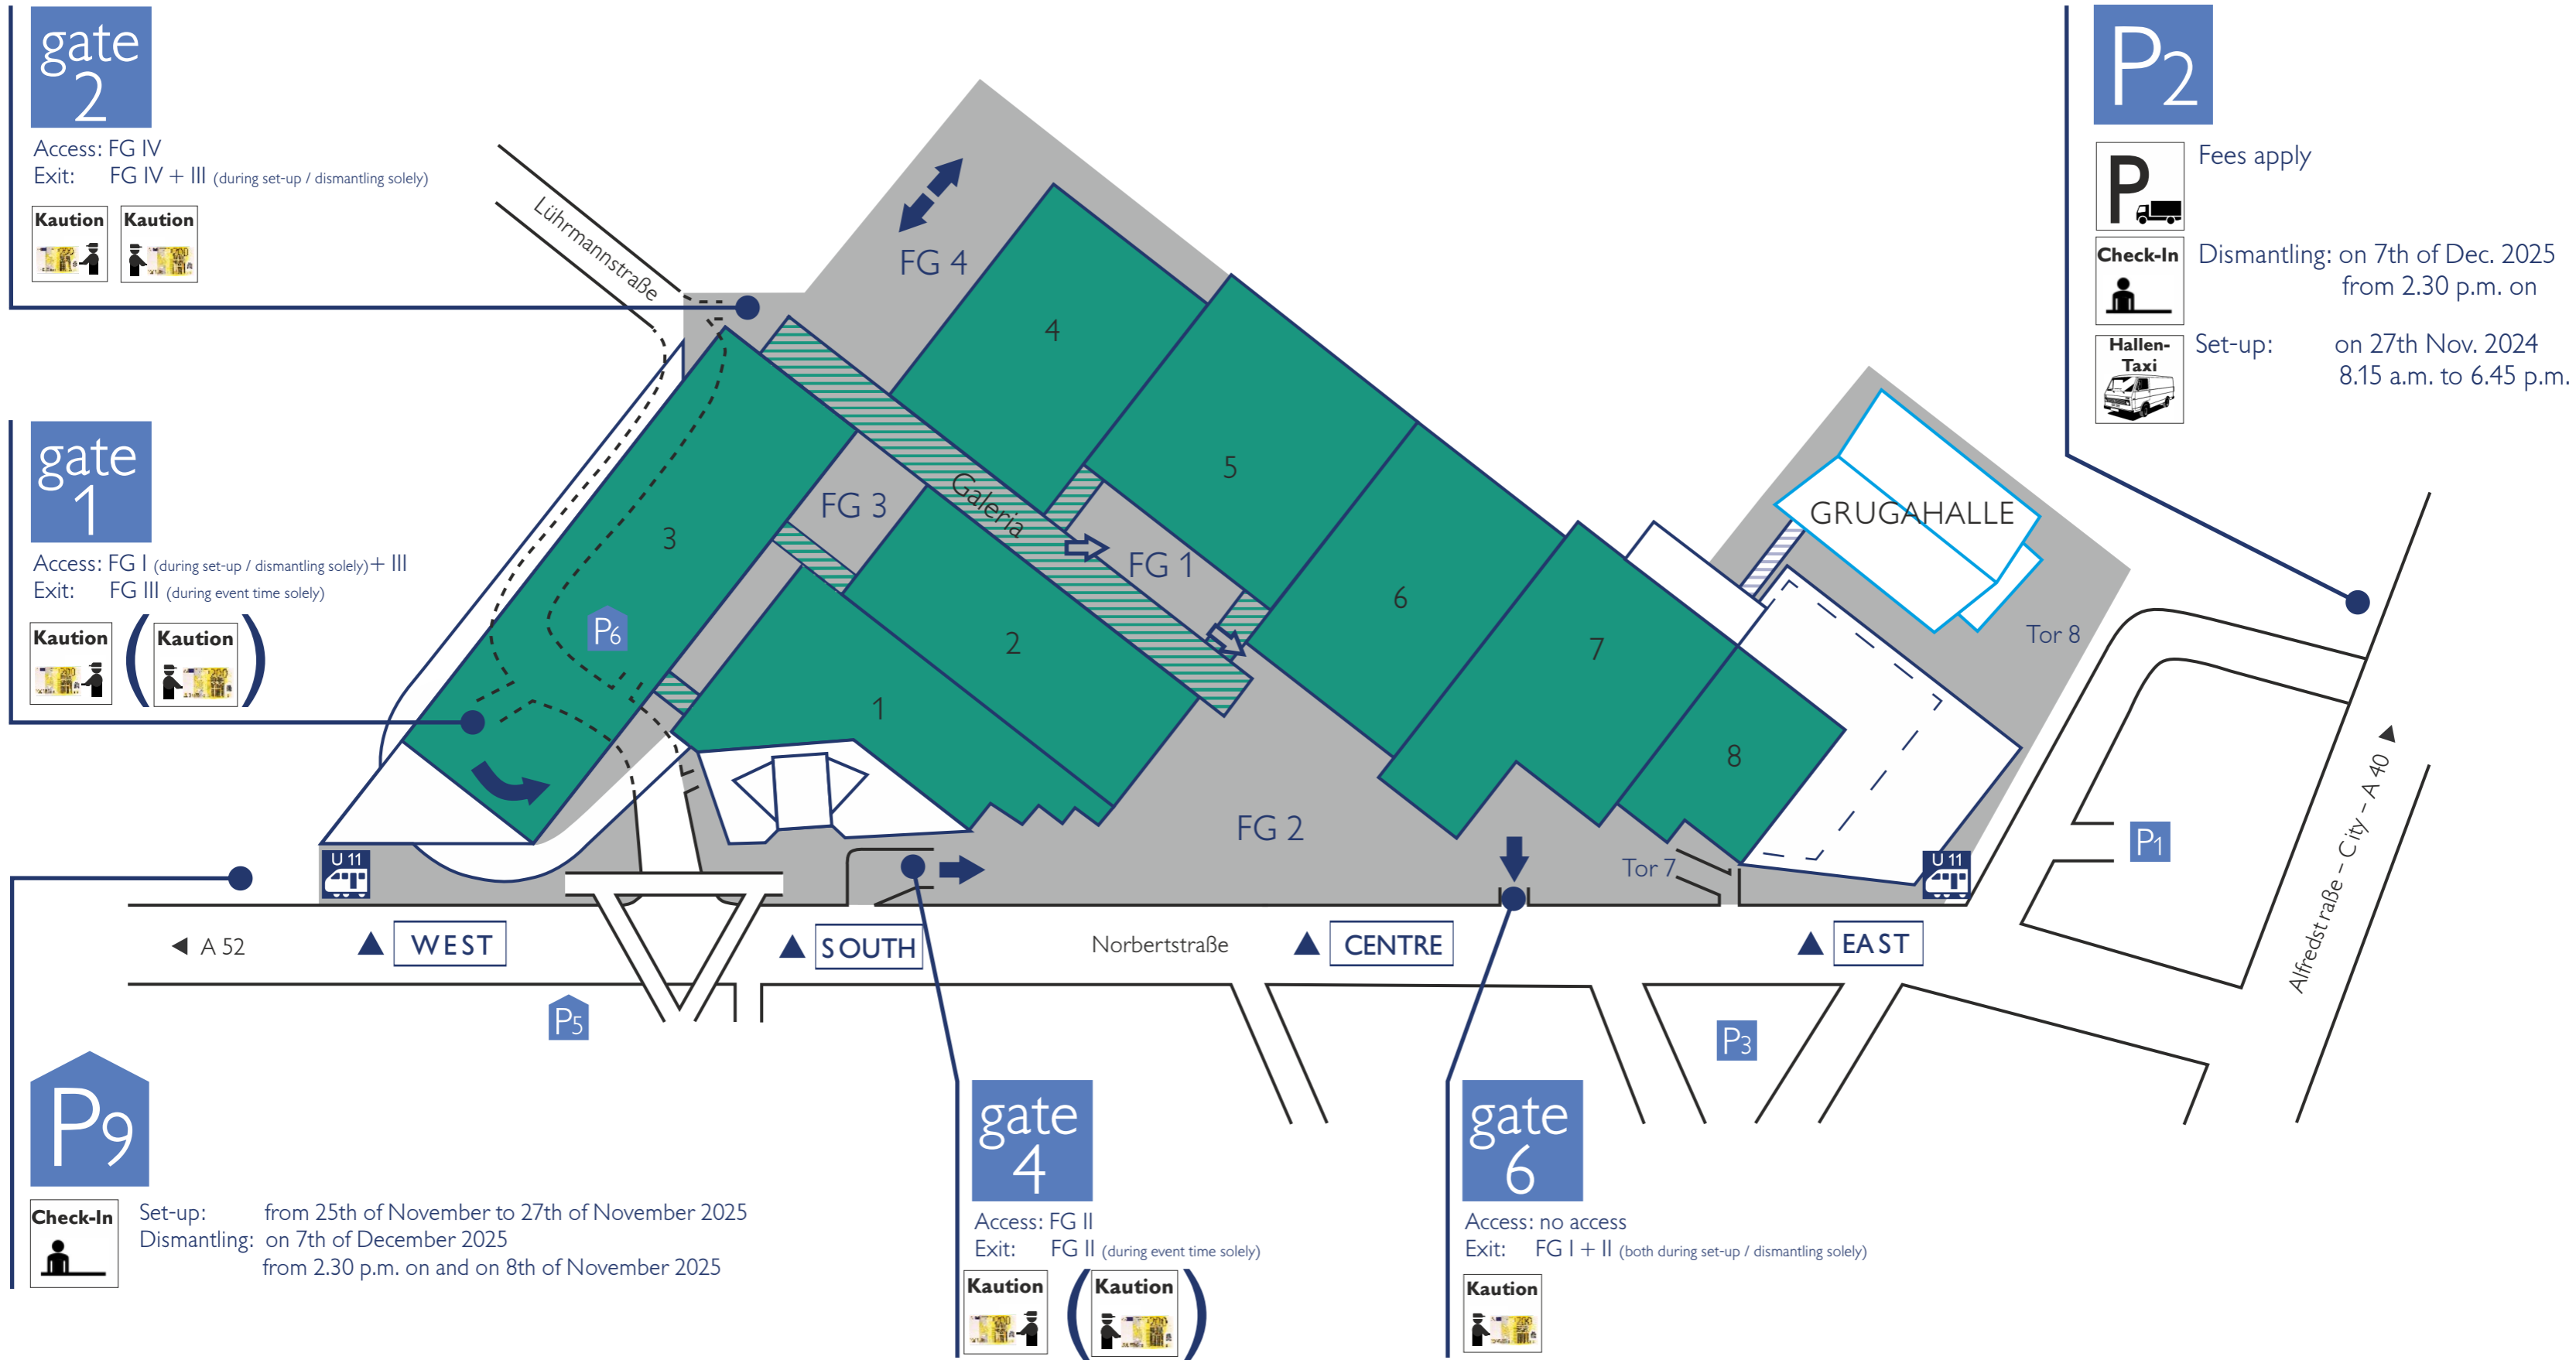 gate
2
Access: FG IV
Exit: FG IV + III (during set-up / dismantling solely)
Kaution
Kaution
gate
1
Access: FG I (during set-up / dismantling solely)+ III
Exit: FG III (during event time solely)
Kaution
(Kaution)
P2
P
Fees apply
Check-In
Dismantling: on 7th of Dec. 2025
from 2.30 p.m. on
Hallen-
Taxi
Set-up: on 27th Nov. 2024
8.15 a.m. to 6.45 p.m.
Lührmannstraße
FG 4
4
5
3
FG 3
Galeria
FG 1
6
7
8
2
1
P6
GRUGAHALLE
Tor 8
FG 2
Tor 7
U 11
U 11
P1
Alfredstraße – City – A 40 ▶
◀ A 52
▲ WEST
▲ SOUTH
Norbertstraße
▲ CENTRE
▲ EAST
P5
P3
P9
Check-In
Set-up: from 25th of November to 27th of November 2025
Dismantling: on 7th of December 2025
from 2.30 p.m. on and on 8th of November 2025
gate
4
Access: FG II
Exit: FG II (during event time solely)
Kaution
(Kaution)
gate
6
Access: no access
Exit: FG I + II (both during set-up / dismantling solely)
Kaution